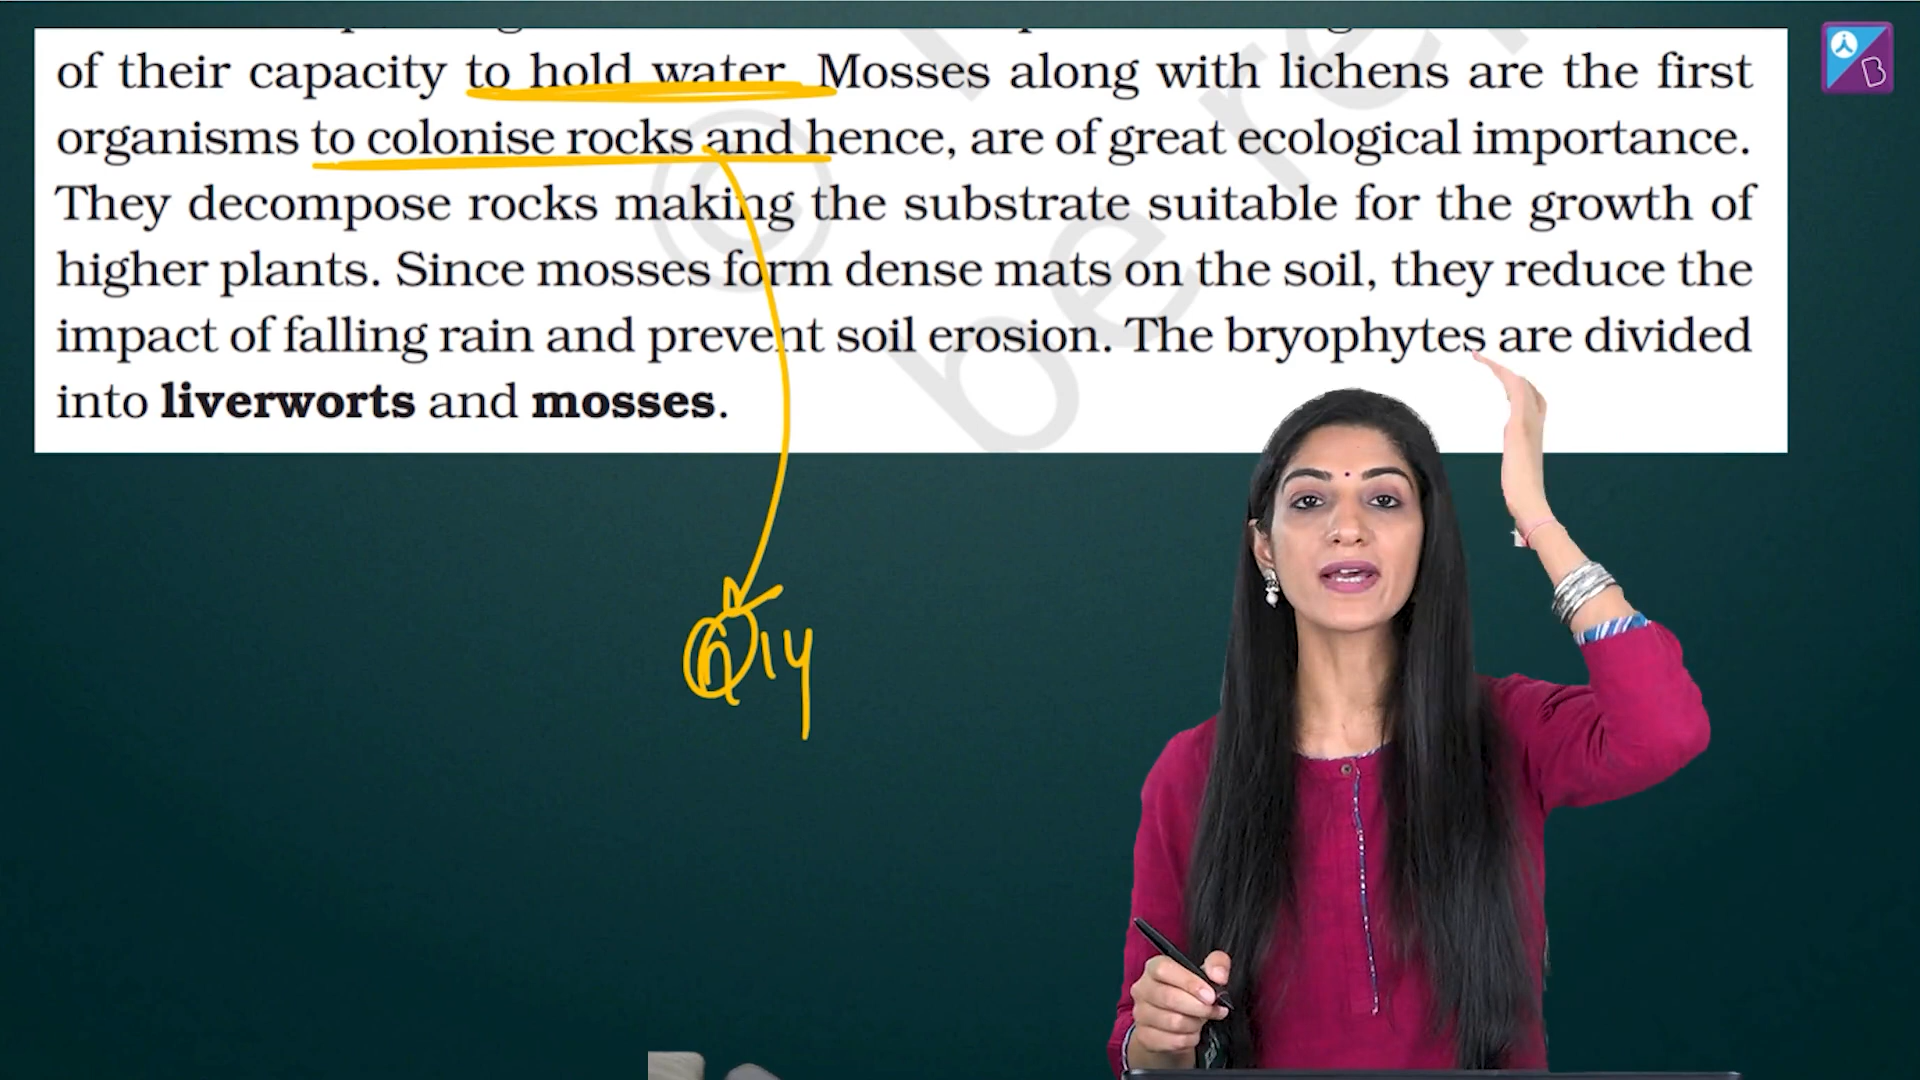 of their capacity to hold water. Mosses along with lichens are the first
organisms to colonise rocks and hence, are of great ecological importance.
They decompose rocks making the substrate suitable for the growth of
higher plants. Since mosses form dense mats on the soil, they reduce the
impact of falling rain and prevent soil erosion. The bryophytes are divided
into liverworts and mosses.
14
B